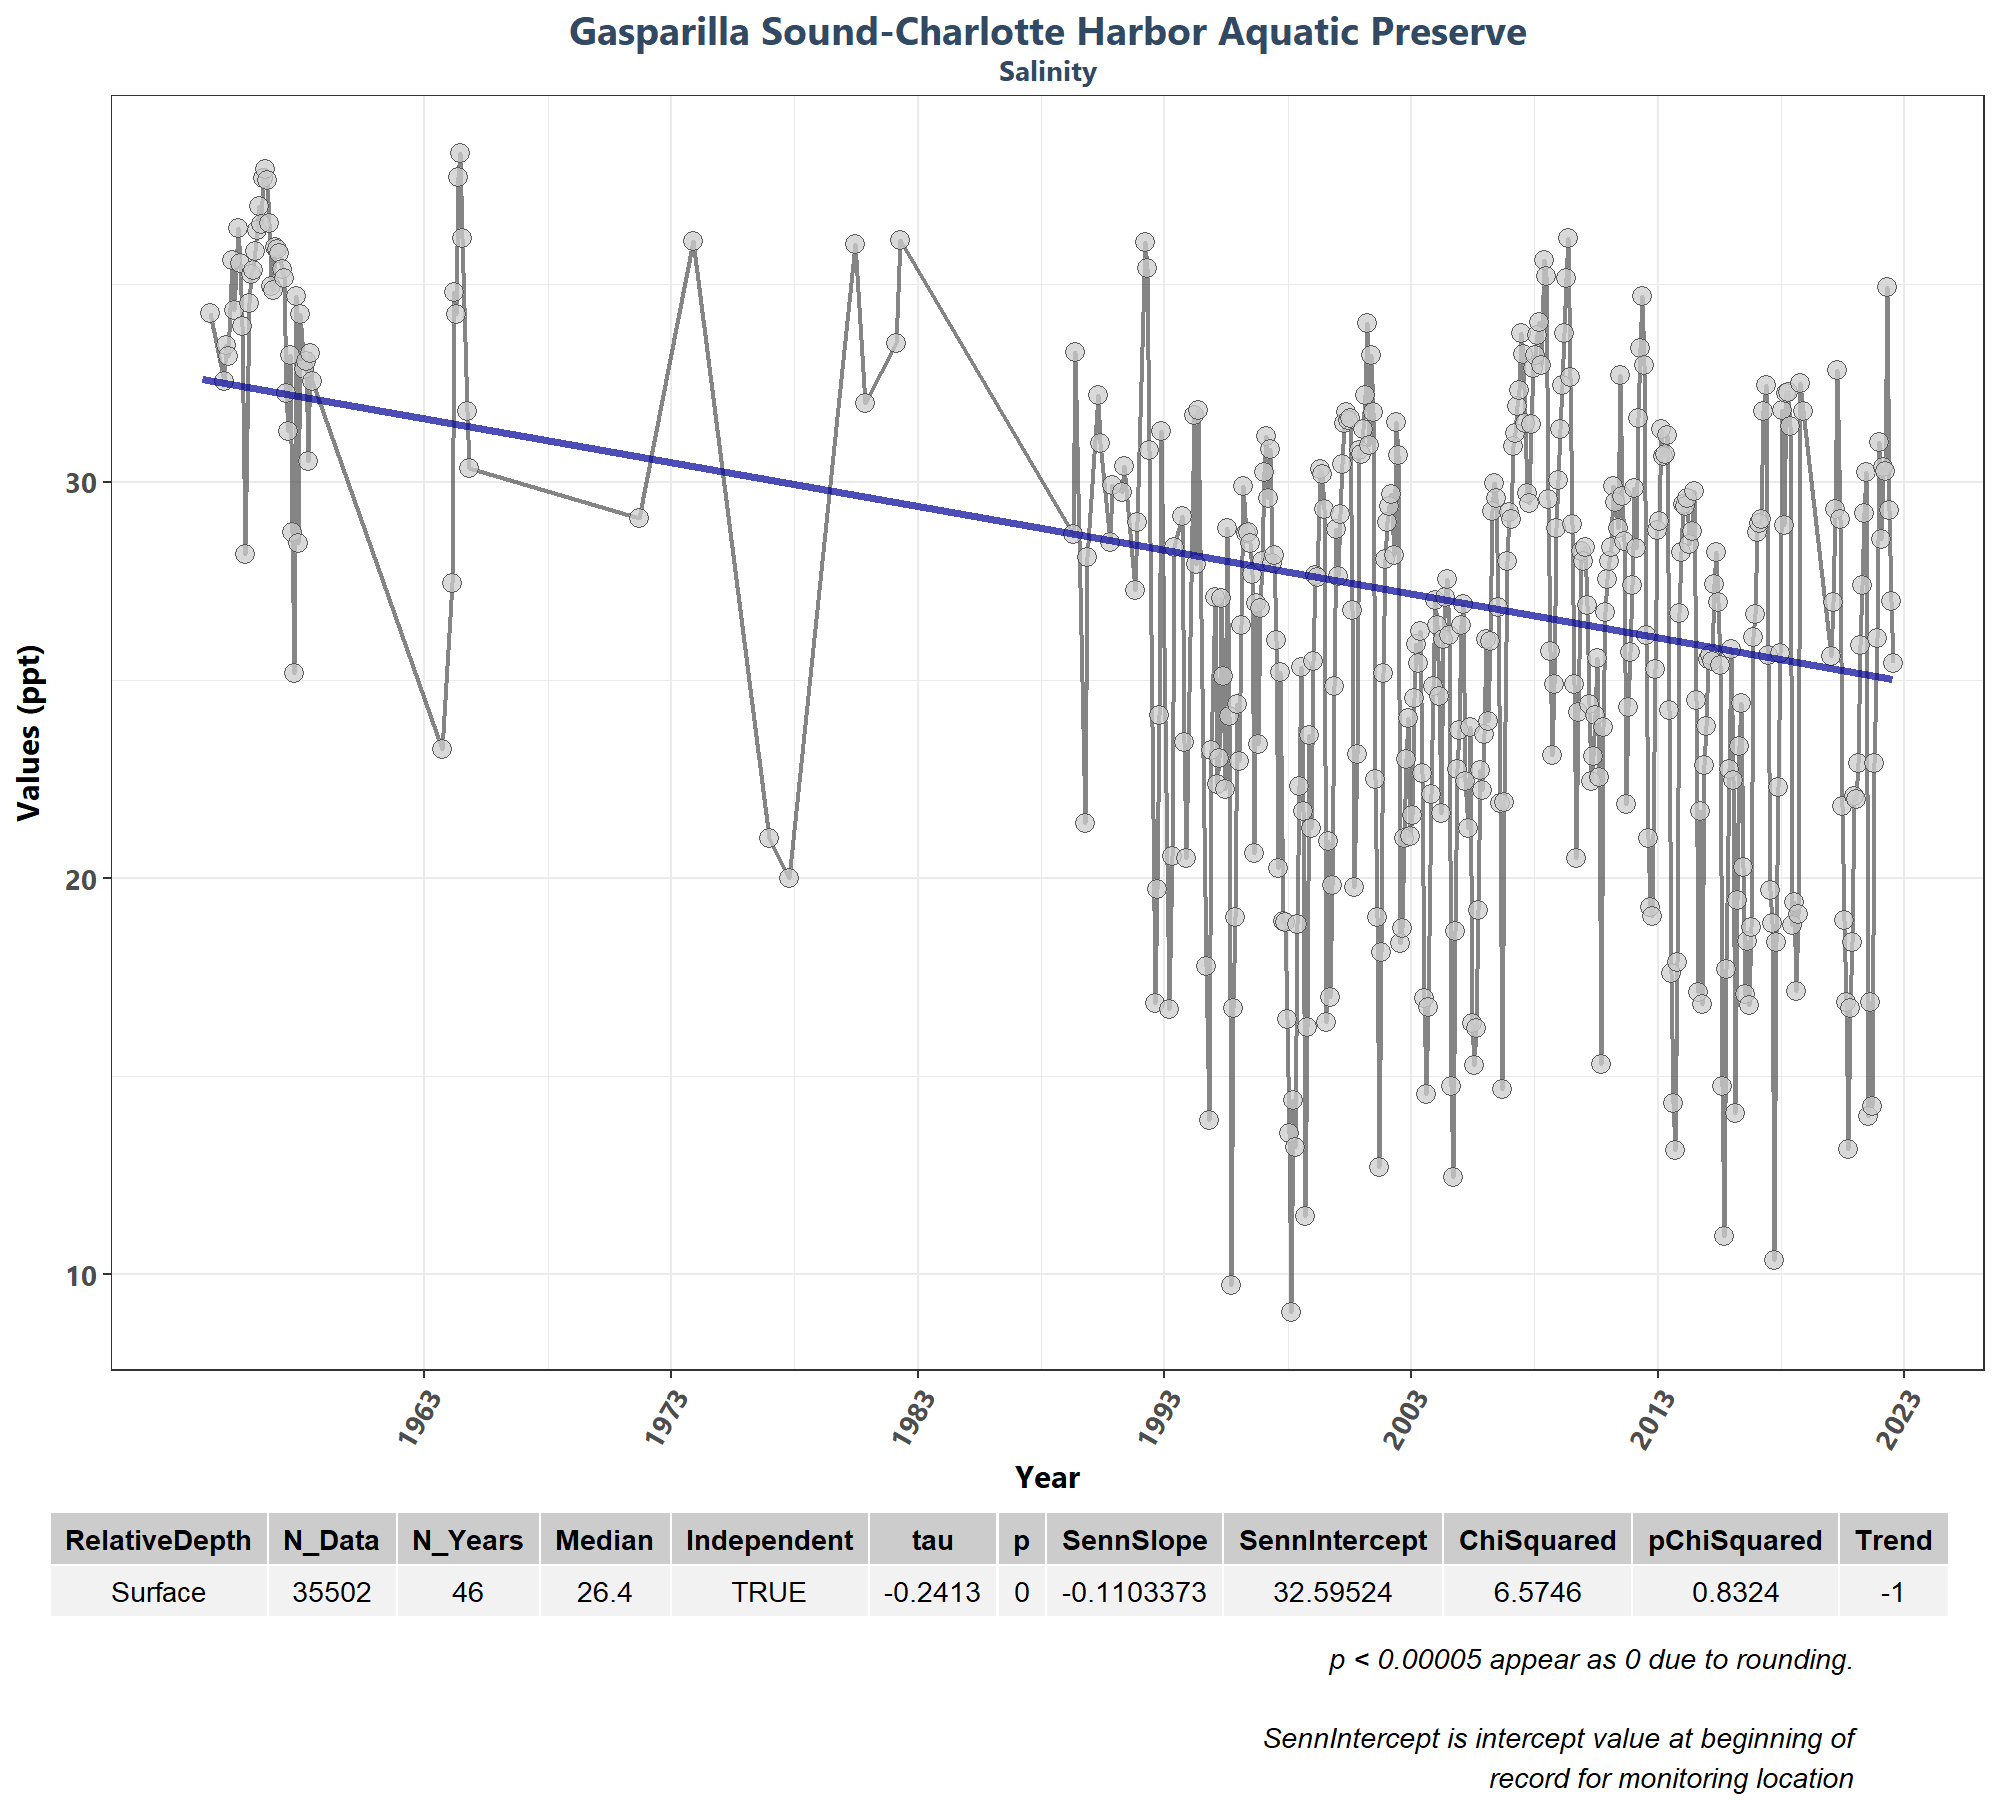 Gasparilla Sound-Charlotte Harbor Aquatic Preserve
Salinity
Values (ppt)
30
20
10
1963
1973
1983
1993
2003
2013
2023
Year
RelativeDepth N_Data N_Years Median Independent tau p SennSlope SennIntercept ChiSquared pChiSquared Trend
Surface 35502 46 26.4 TRUE -0.2413 0 -0.1103373 32.59524 6.5746 0.8324 -1
p < 0.00005 appear as 0 due to rounding.
SennIntercept is intercept value at beginning of
record for monitoring location